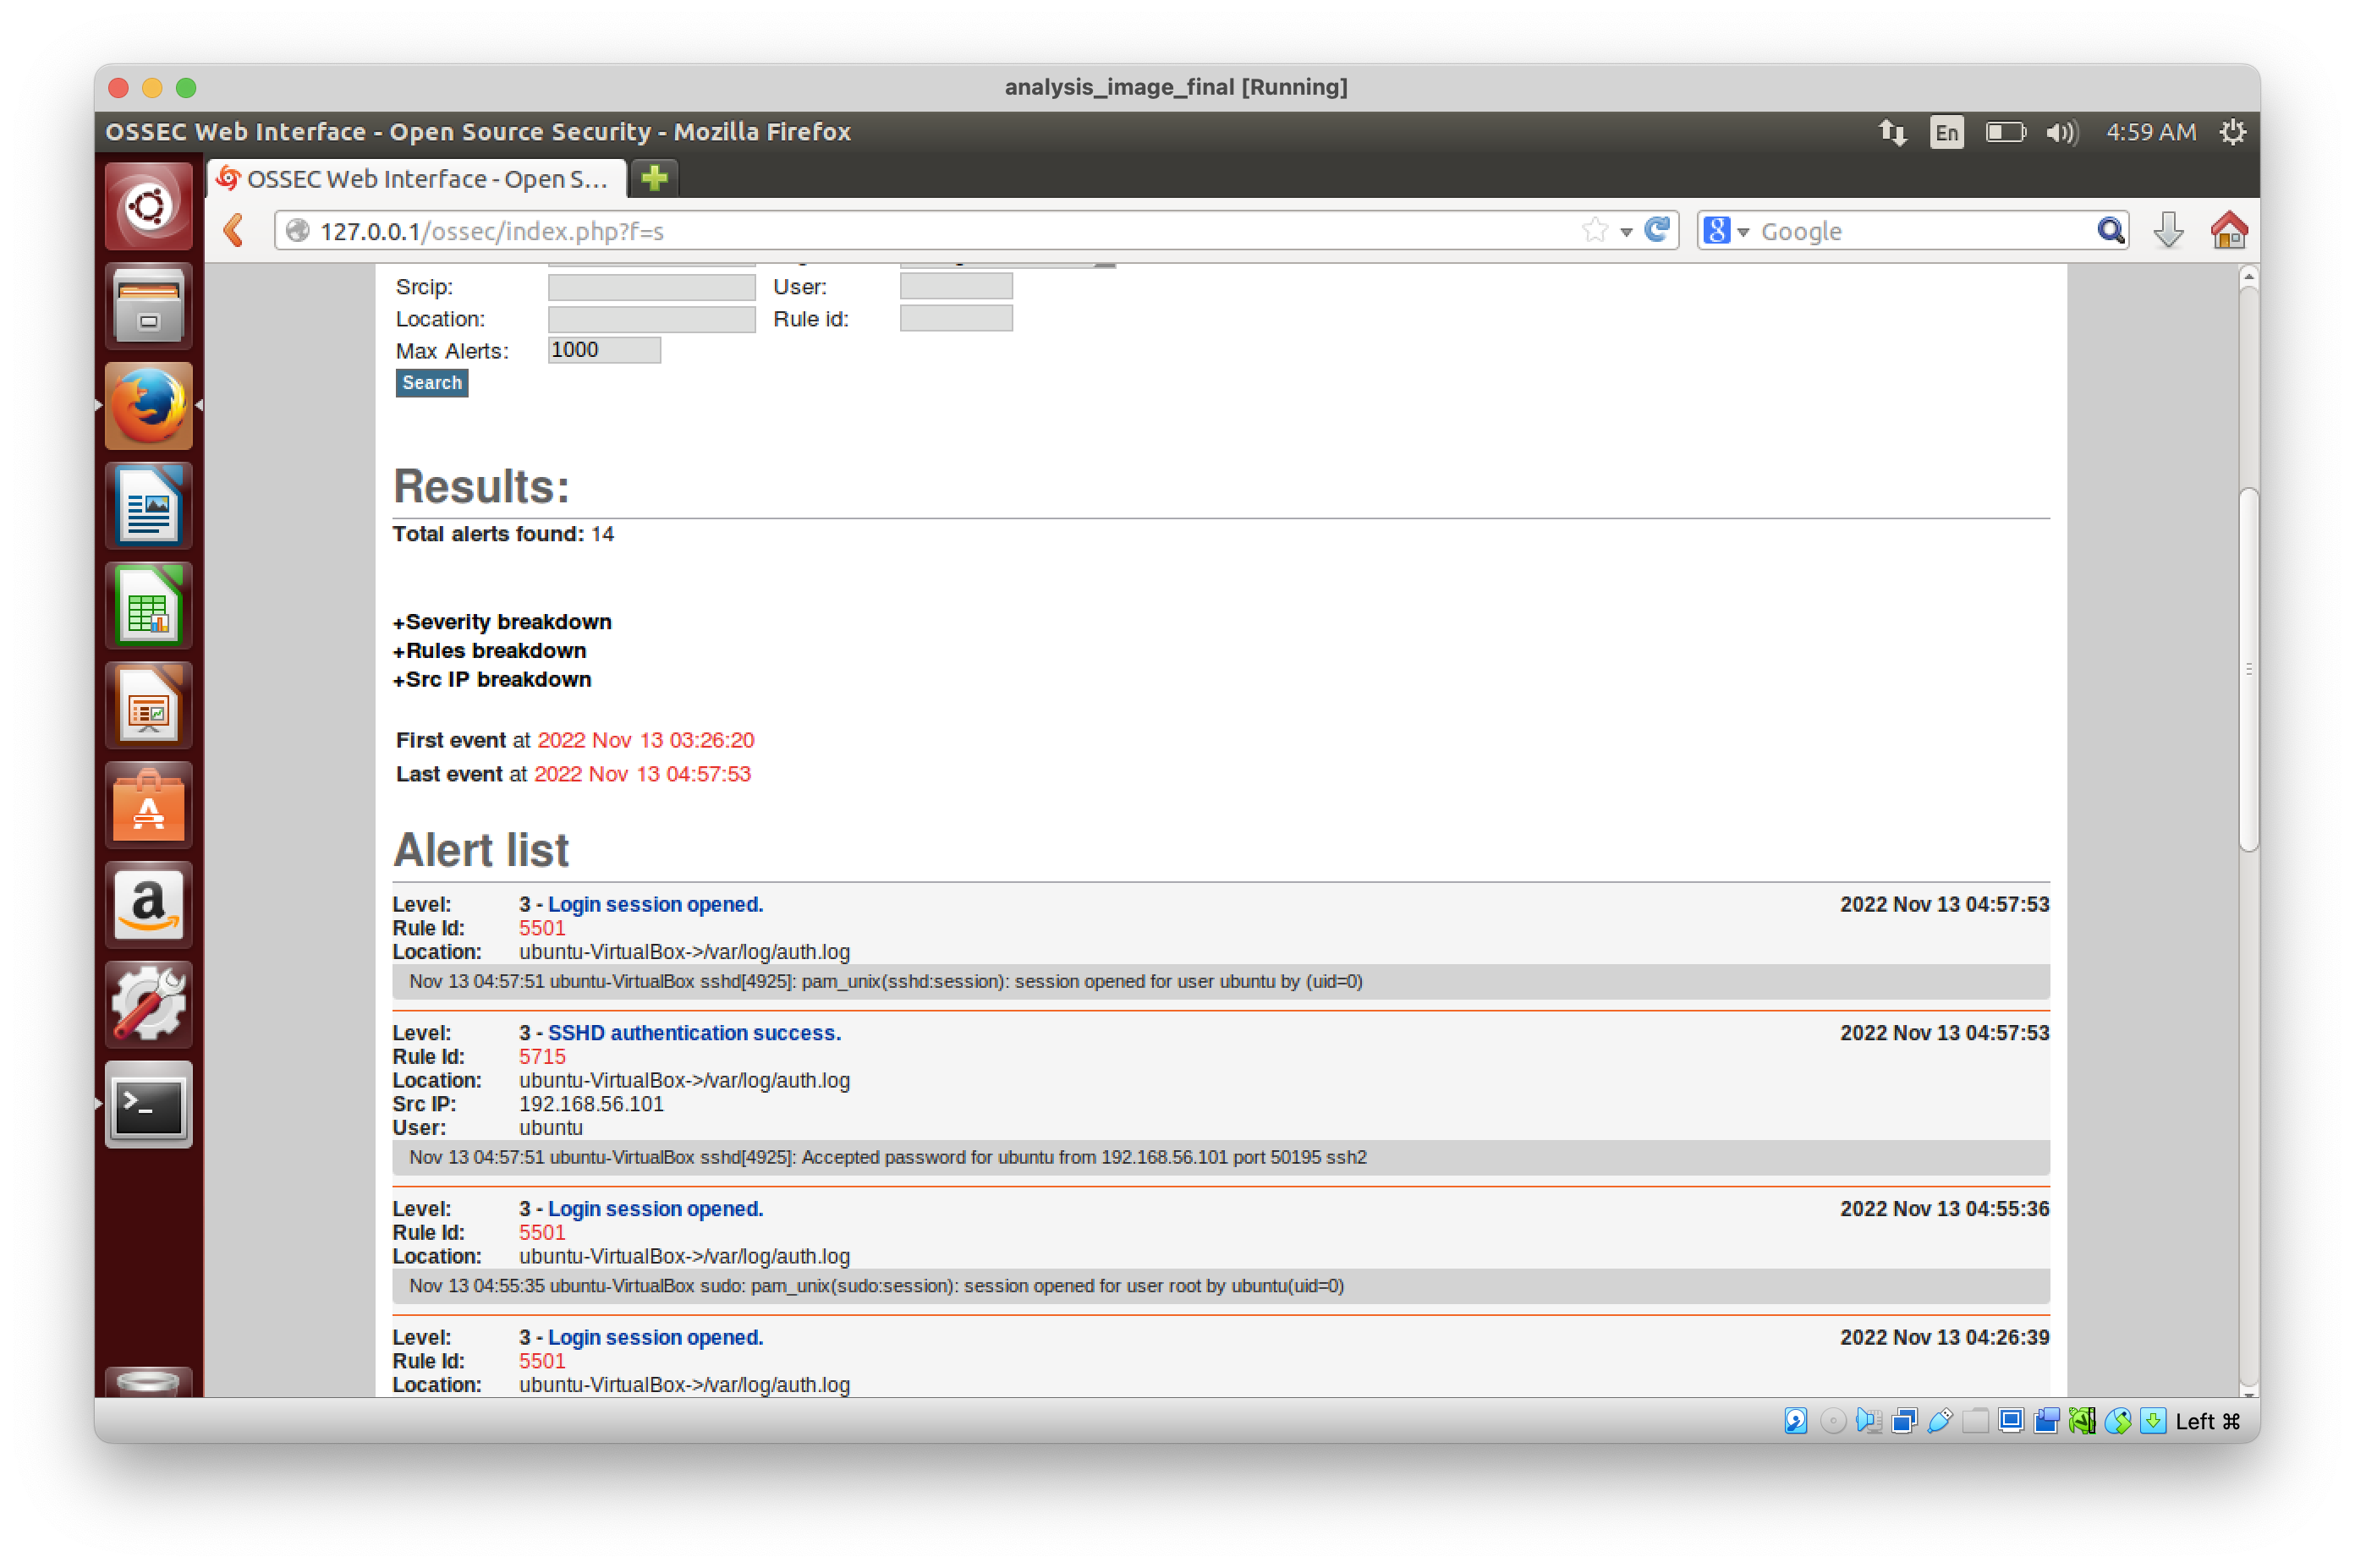 analysis_image_final [Running]
OSSEC Web Interface - Open Source Security - Mozilla Firefox
En
4:59 AM
OSSEC Web Interface - Open S...
127.0.0.1/ossec/index.php?f=s
8
Google
Srcip:
User:
Location:
Rule id:
Max Alerts:
1000
Search
Results:
Total alerts found: 14
+Severity breakdown
+Rules breakdown
+Src IP breakdown
First event at 2022 Nov 13 03:26:20
Last event at 2022 Nov 13 04:57:53
Alert list
Level: 3 - Login session opened. 2022 Nov 13 04:57:53
Rule Id: 5501
Location: ubuntu-VirtualBox->/var/log/auth.log
Nov 13 04:57:51 ubuntu-VirtualBox sshd[4925]: pam_unix(sshd:session): session opened for user ubuntu by (uid=0)
Level: 3 - SSHD authentication success. 2022 Nov 13 04:57:53
Rule Id: 5715
Location: ubuntu-VirtualBox->/var/log/auth.log
Src IP: 192.168.56.101
User: ubuntu
Nov 13 04:57:51 ubuntu-VirtualBox sshd[4925]: Accepted password for ubuntu from 192.168.56.101 port 50195 ssh2
Level: 3 - Login session opened. 2022 Nov 13 04:55:36
Rule Id: 5501
Location: ubuntu-VirtualBox->/var/log/auth.log
Nov 13 04:55:35 ubuntu-VirtualBox sudo: pam_unix(sudo:session): session opened for user root by ubuntu(uid=0)
Level: 3 - Login session opened. 2022 Nov 13 04:26:39
Rule Id: 5501
Location: ubuntu-VirtualBox->/var/log/auth.log
Left ⌘